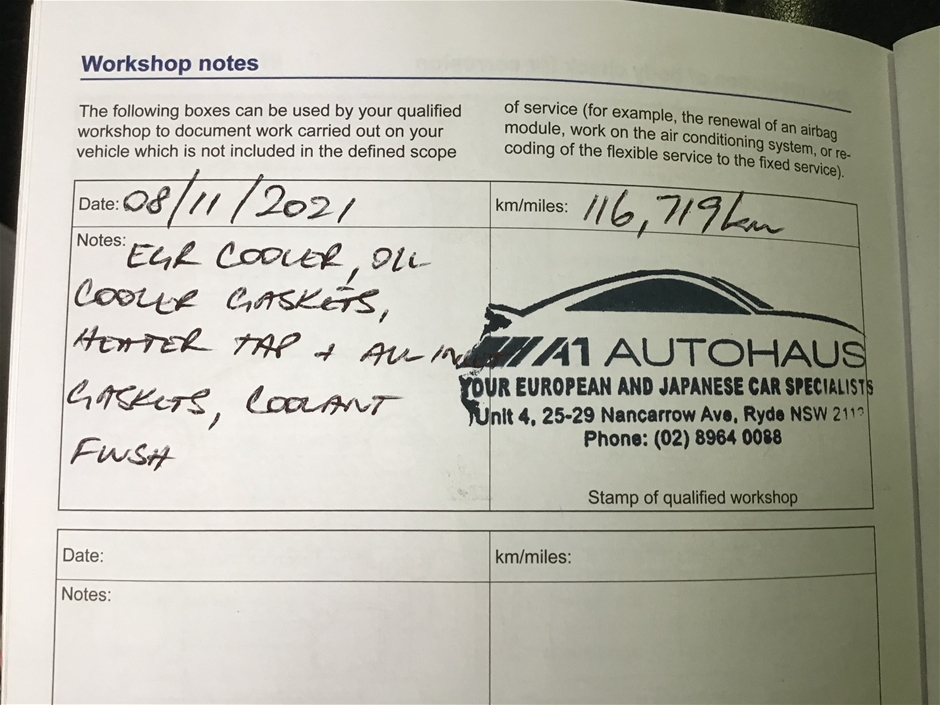 Workshop notes
The following boxes can be used by your qualified
workshop to document work carried out on your
vehicle which is not included in the defined scope
of service (for example, the renewal of an airbag
module, work on the air conditioning system, or re-
coding of the flexible service to the fixed service).
Date: 08/11/2021
km/miles: 116,719km
Notes: EGR COOLER, OIL
COOLER GASKETS,
HEATER TAP + ALL
GASKETS, COOLANT
FLUSH
A1 AUTOHAUS
YOUR EUROPEAN AND JAPANESE CAR SPECIALISTS
Unit 4, 25-29 Nancarrow Ave, Ryde NSW
Phone: (02) 8964 0088
Stamp of qualified workshop
Date:
km/miles:
Notes: